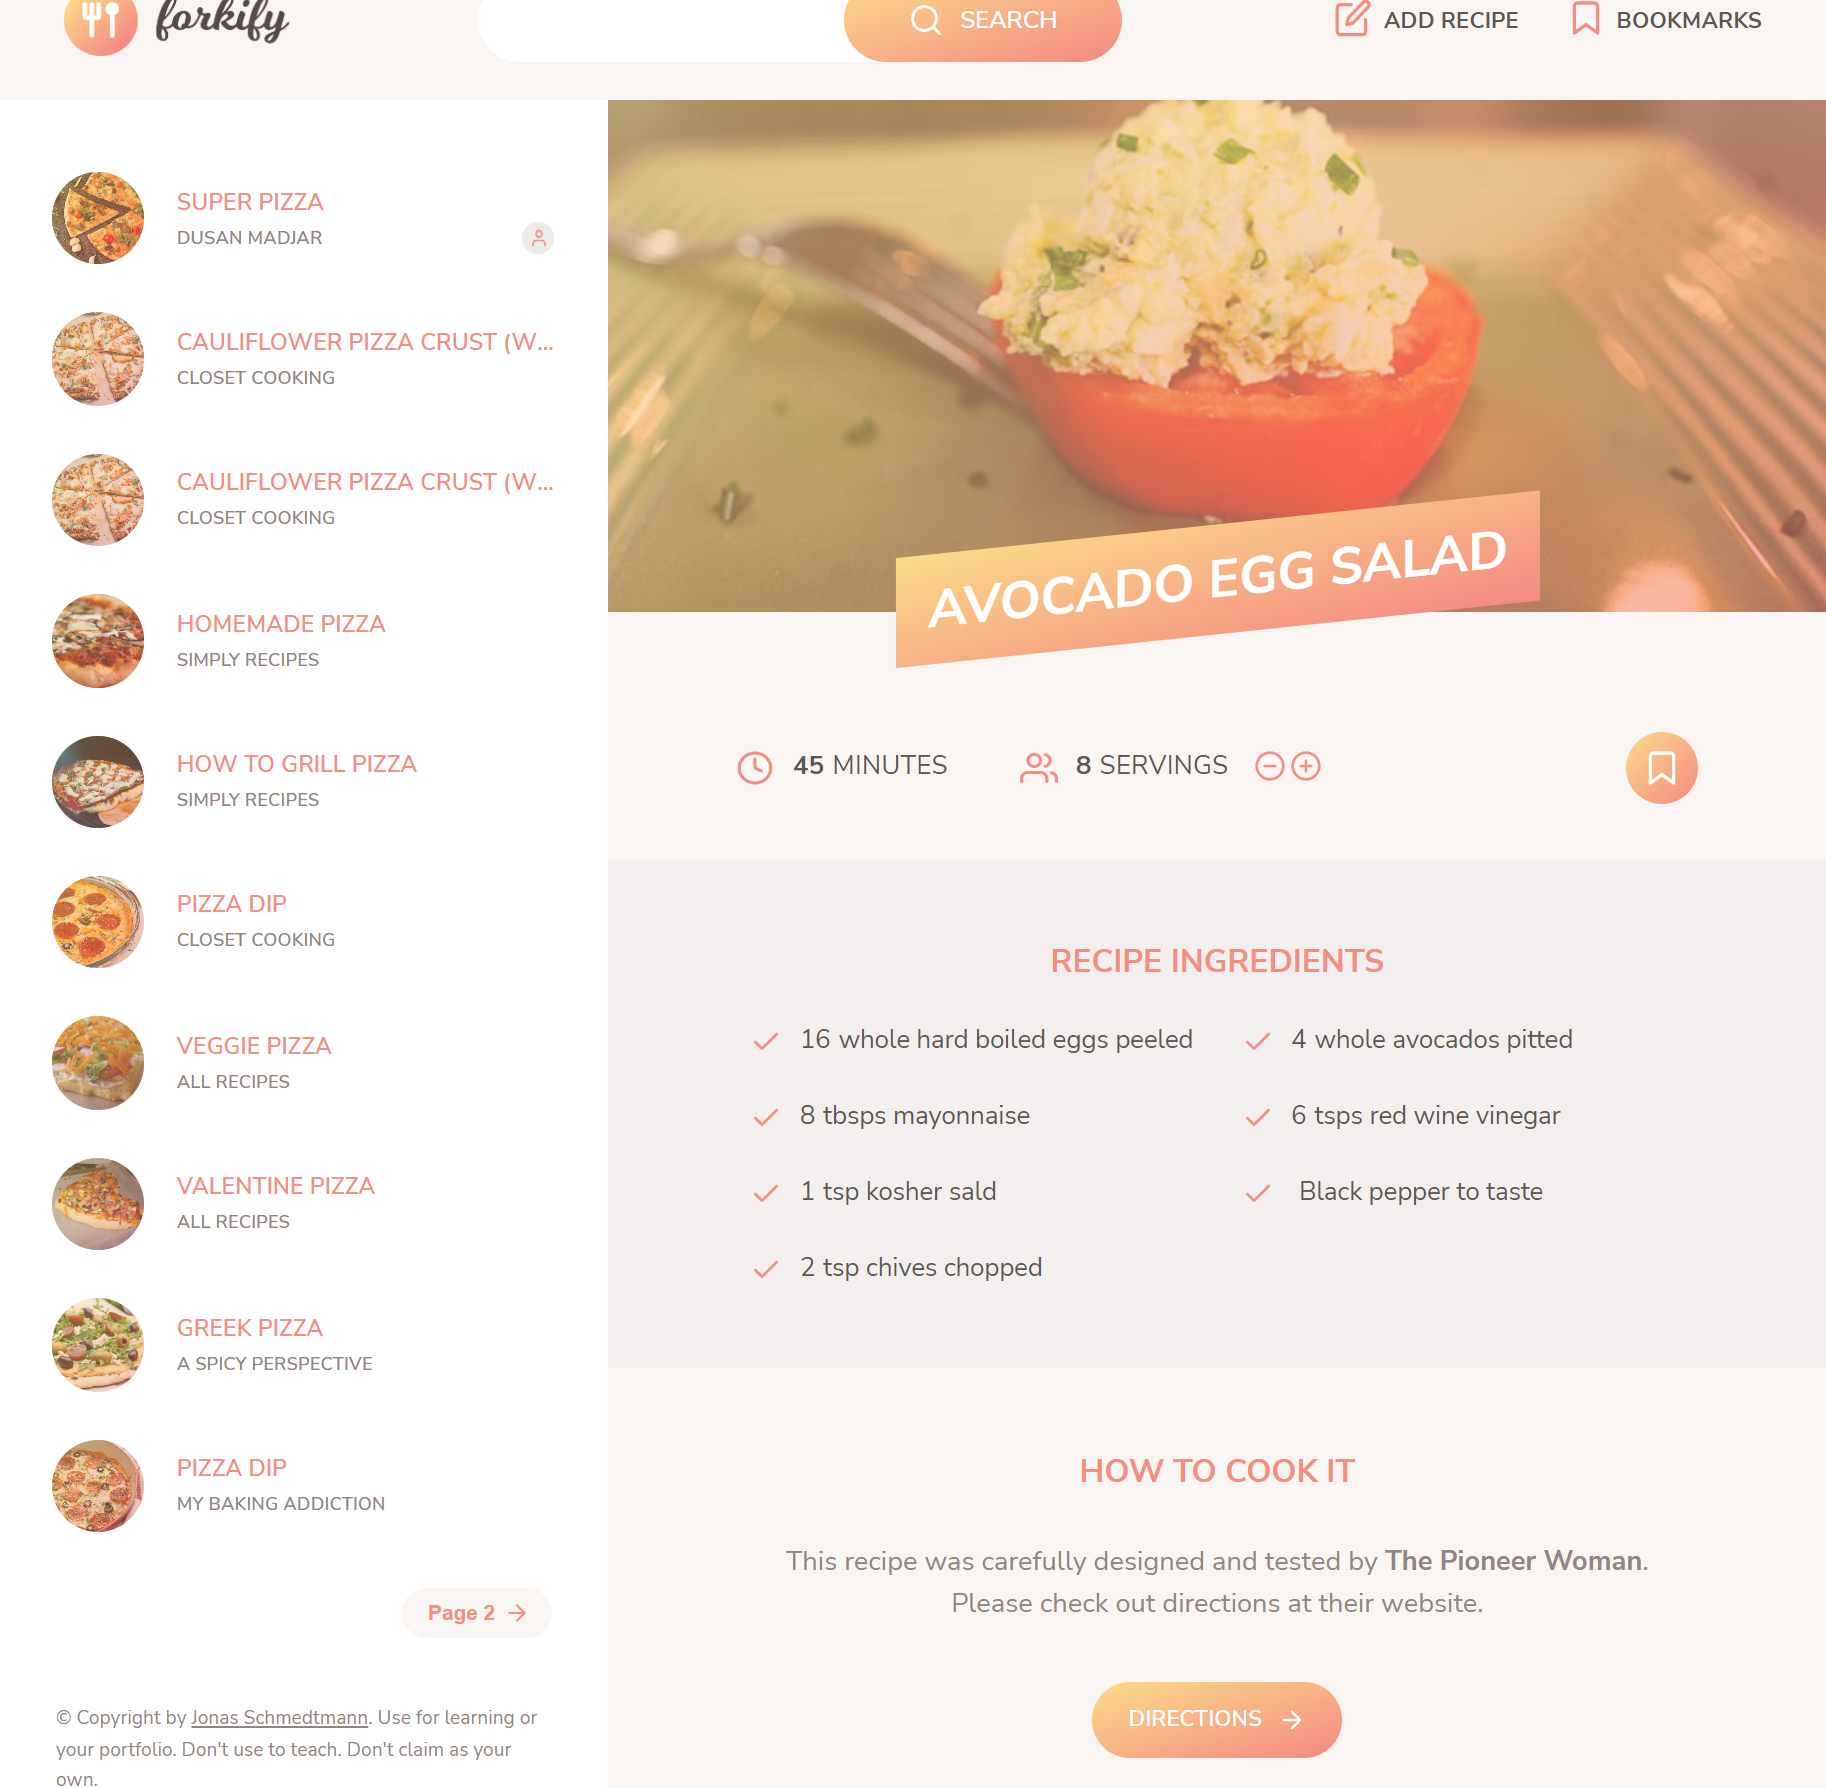 forkify
SEARCH
ADD RECIPE
BOOKMARKS
SUPER PIZZA
DUSAN MADJAR
CAULIFLOWER PIZZA CRUST (W...
CLOSET COOKING
CAULIFLOWER PIZZA CRUST (W...
CLOSET COOKING
HOMEMADE PIZZA
SIMPLY RECIPES
HOW TO GRILL PIZZA
SIMPLY RECIPES
PIZZA DIP
CLOSET COOKING
VEGGIE PIZZA
ALL RECIPES
VALENTINE PIZZA
ALL RECIPES
GREEK PIZZA
A SPICY PERSPECTIVE
PIZZA DIP
MY BAKING ADDICTION
Page 2
© Copyright by Jonas Schmedtmann. Use for learning or
your portfolio. Don't use to teach. Don't claim as your
own.
AVOCADO EGG SALAD
45 MINUTES
8 SERVINGS
RECIPE INGREDIENTS
16 whole hard boiled eggs peeled
4 whole avocados pitted
8 tbsps mayonnaise
6 tsps red wine vinegar
1 tsp kosher sald
Black pepper to taste
2 tsp chives chopped
HOW TO COOK IT
This recipe was carefully designed and tested by The Pioneer Woman.
Please check out directions at their website.
DIRECTIONS